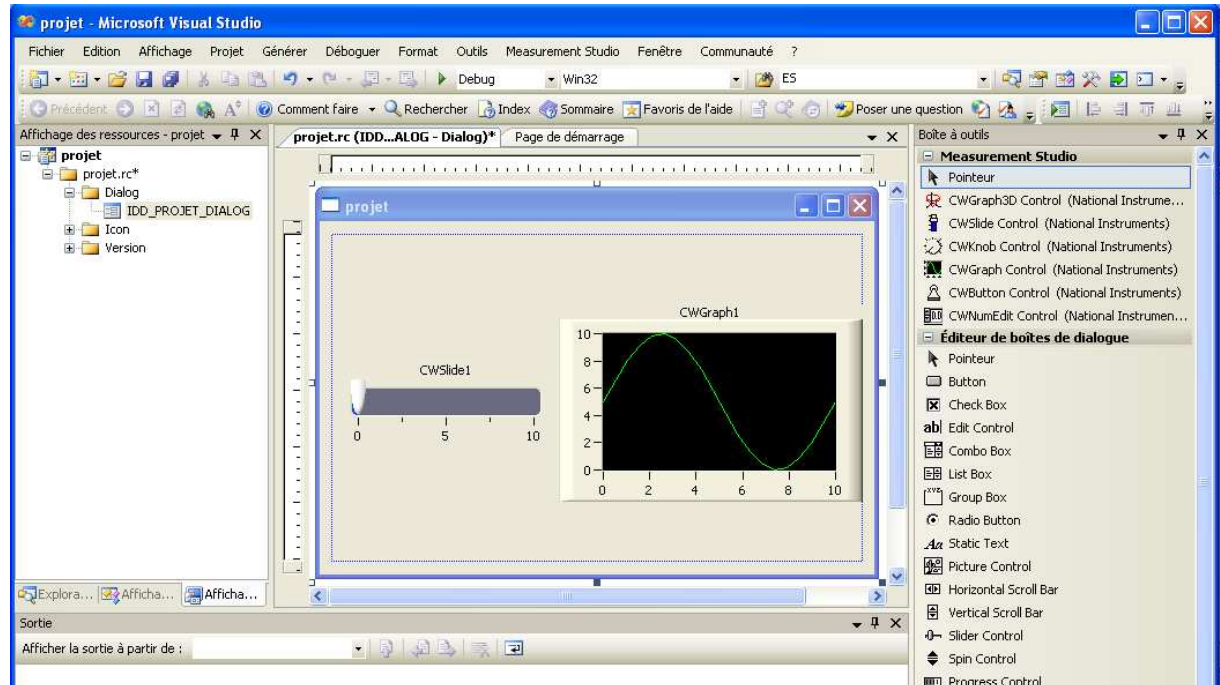 projet - Microsoft Visual Studio
Fichier Edition Affichage Projet Générer Déboguer Format Outils Measurement Studio Fenêtre Communauté ?
Debug Win32 ES
Précédent Comment faire Rechercher Index Sommaire Favoris de l'aide Poser une question
Affichage des ressources - projet
projet
projet.rc*
Dialog
IDD_PROJET_DIALOG
Icon
Version
Explora... Afficha... Afficha...
projet.rc (IDD...ALOG - Dialog)* Page de démarrage
projet
CWSlide1
0 5 10
CWGraph1
10
8
6
4
2
0
0 2 4 6 8 10
Boîte à outils
Measurement Studio
Pointeur
CWGraph3D Control (National Instrume...
CWSlide Control (National Instruments)
CWKnob Control (National Instruments)
CWGraph Control (National Instruments)
CWButton Control (National Instruments)
CWNumEdit Control (National Instrumen...
Éditeur de boîtes de dialogue
Pointeur
Button
Check Box
ab Edit Control
Combo Box
List Box
XYZ Group Box
Radio Button
Aa Static Text
Picture Control
Horizontal Scroll Bar
Vertical Scroll Bar
Slider Control
Spin Control
Progress Control
Sortie
Afficher la sortie à partir de :